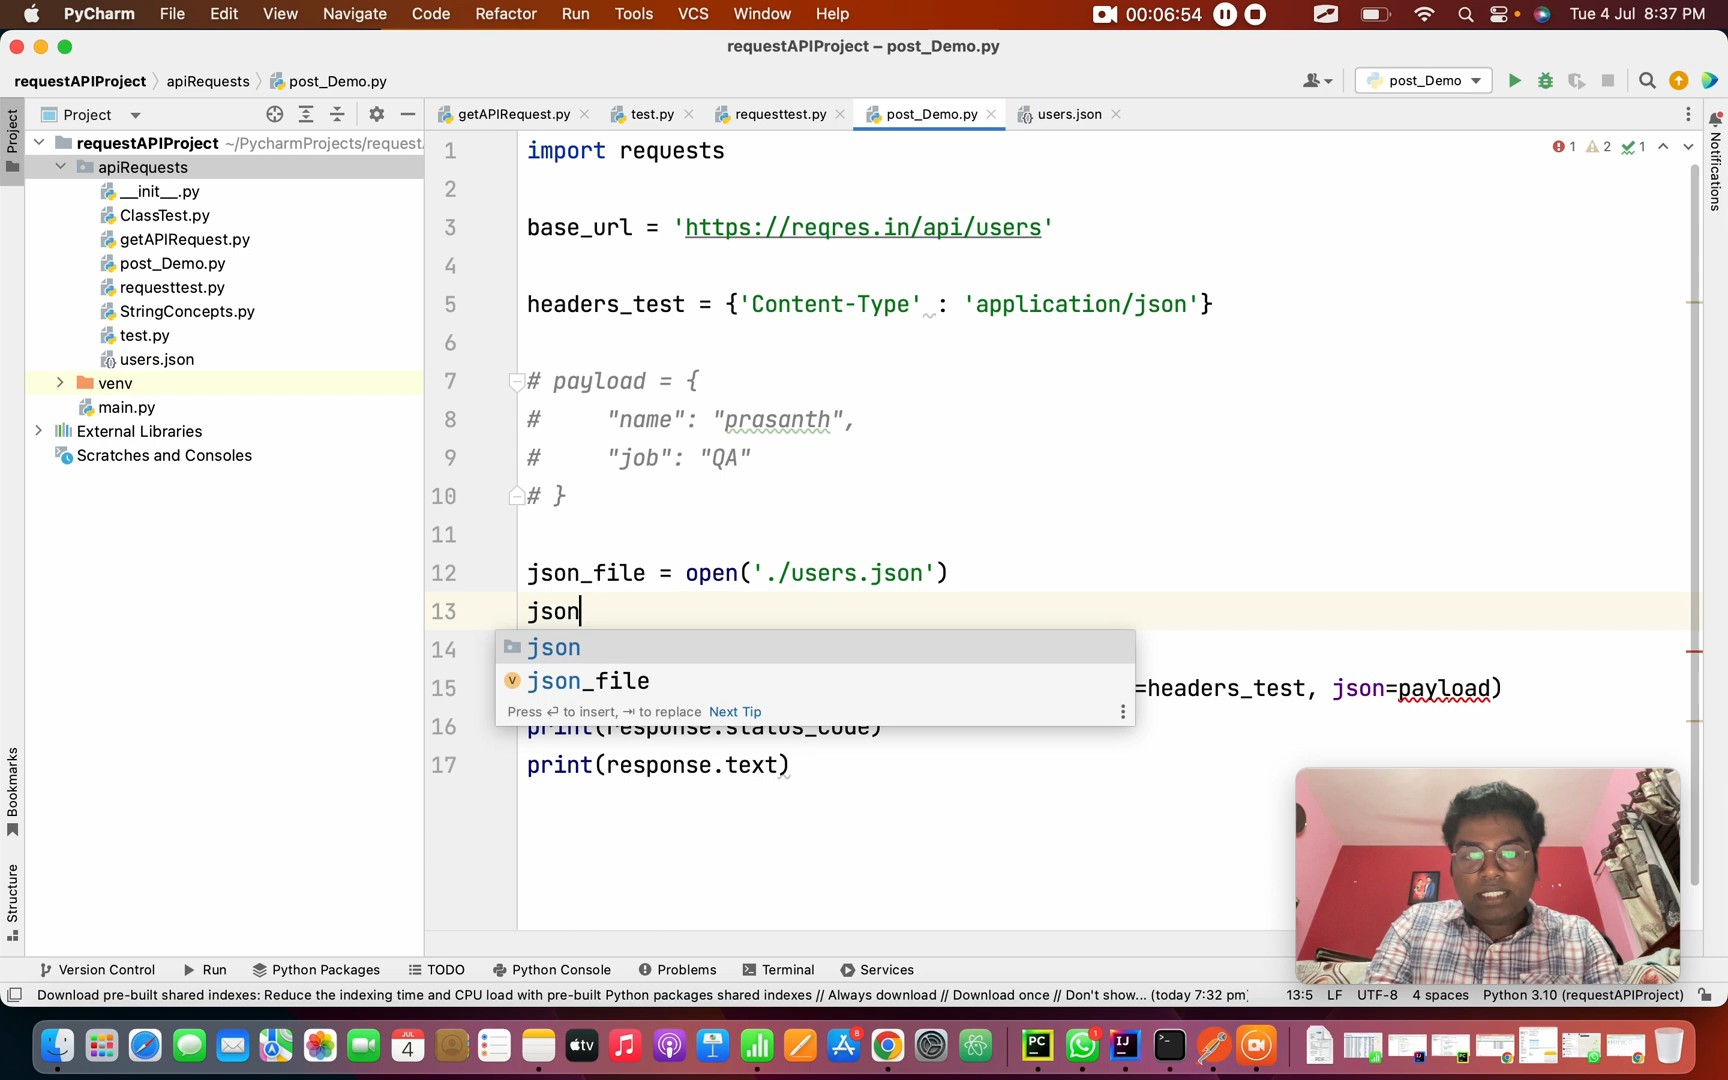 PyCharm File Edit View Navigate Code Refactor Run Tools VCS Window Help 00:06:54 Tue 4 Jul 8:37 PM
requestAPIProject – post_Demo.py
requestAPIProject apiRequests post_Demo.py post_Demo
Project getAPIRequest.py test.py requesttest.py post_Demo.py users.json
Project
Notifications
requestAPIProject ~/PycharmProjects/request
apiRequests
__init__.py
ClassTest.py
getAPIRequest.py
post_Demo.py
requesttest.py
StringConcepts.py
test.py
users.json
venv
main.py
External Libraries
Scratches and Consoles
1 2 1
1 import requests
2
3 base_url = 'https://reqres.in/api/users'
4
5 headers_test = {'Content-Type' : 'application/json'}
6
7 # payload = {
8 #     "name": "prasanth",
9 #     "job": "QA"
10 # }
11
12 json_file = open('./users.json')
13 json
14
15 =headers_test, json=payload)
16 print(response.status_code)
17 print(response.text)
json
v json_file
Press ⏎ to insert, ⇥ to replace Next Tip
Bookmarks
Structure
Version Control Run Python Packages TODO Python Console Problems Terminal Services
Download pre-built shared indexes: Reduce the indexing time and CPU load with pre-built Python packages shared indexes // Always download // Download once // Don't show... (today 7:32 pm) 13:5 LF UTF-8 4 spaces Python 3.10 (requestAPIProject)
JUL
4
tv
8
PC
1
IJ